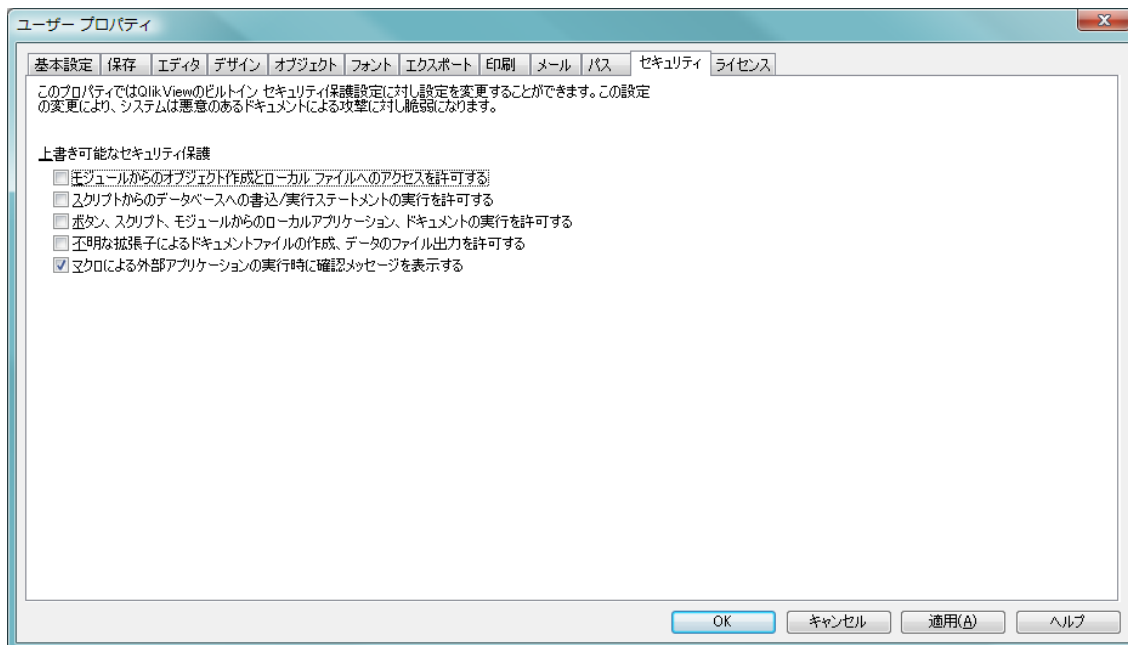 ユーザー プロパティ
基本設定 保存 エディタ デザイン オブジェクト フォント エクスポート 印刷 メール パス セキュリティ ライセンス
このプロパティではQlikViewのビルトイン セキュリティ保護設定に対し設定を変更することができます。この設定
の変更により、システムは悪意のあるドキュメントによる攻撃に対し脆弱になります。
上書き可能なセキュリティ保護
モジュールからのオブジェクト作成とローカル ファイルへのアクセスを許可する
スクリプトからのデータベースへの書込/実行ステートメントの実行を許可する
ボタン、スクリプト、モジュールからのローカルアプリケーション、ドキュメントの実行を許可する
不明な拡張子によるドキュメントファイルの作成、データのファイル出力を許可する
マクロによる外部アプリケーションの実行時に確認メッセージを表示する
OK キャンセル 適用(A) ヘルプ